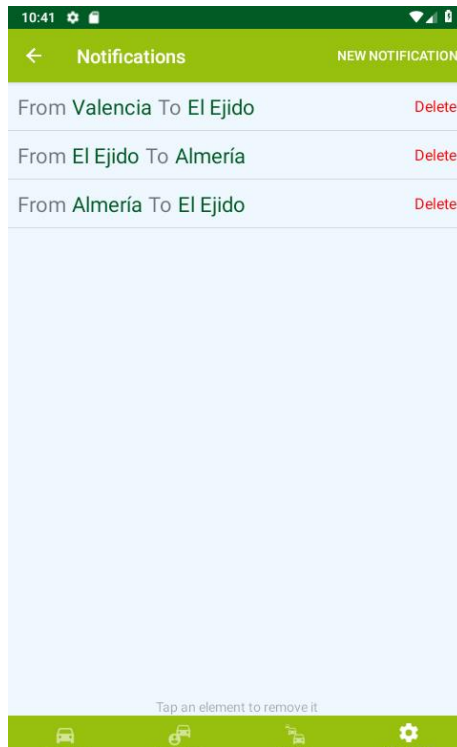 10:41
Notifications NEW NOTIFICATION
From Valencia To El Ejido Delete
From El Ejido To Almería Delete
From Almería To El Ejido Delete
Tap an element to remove it